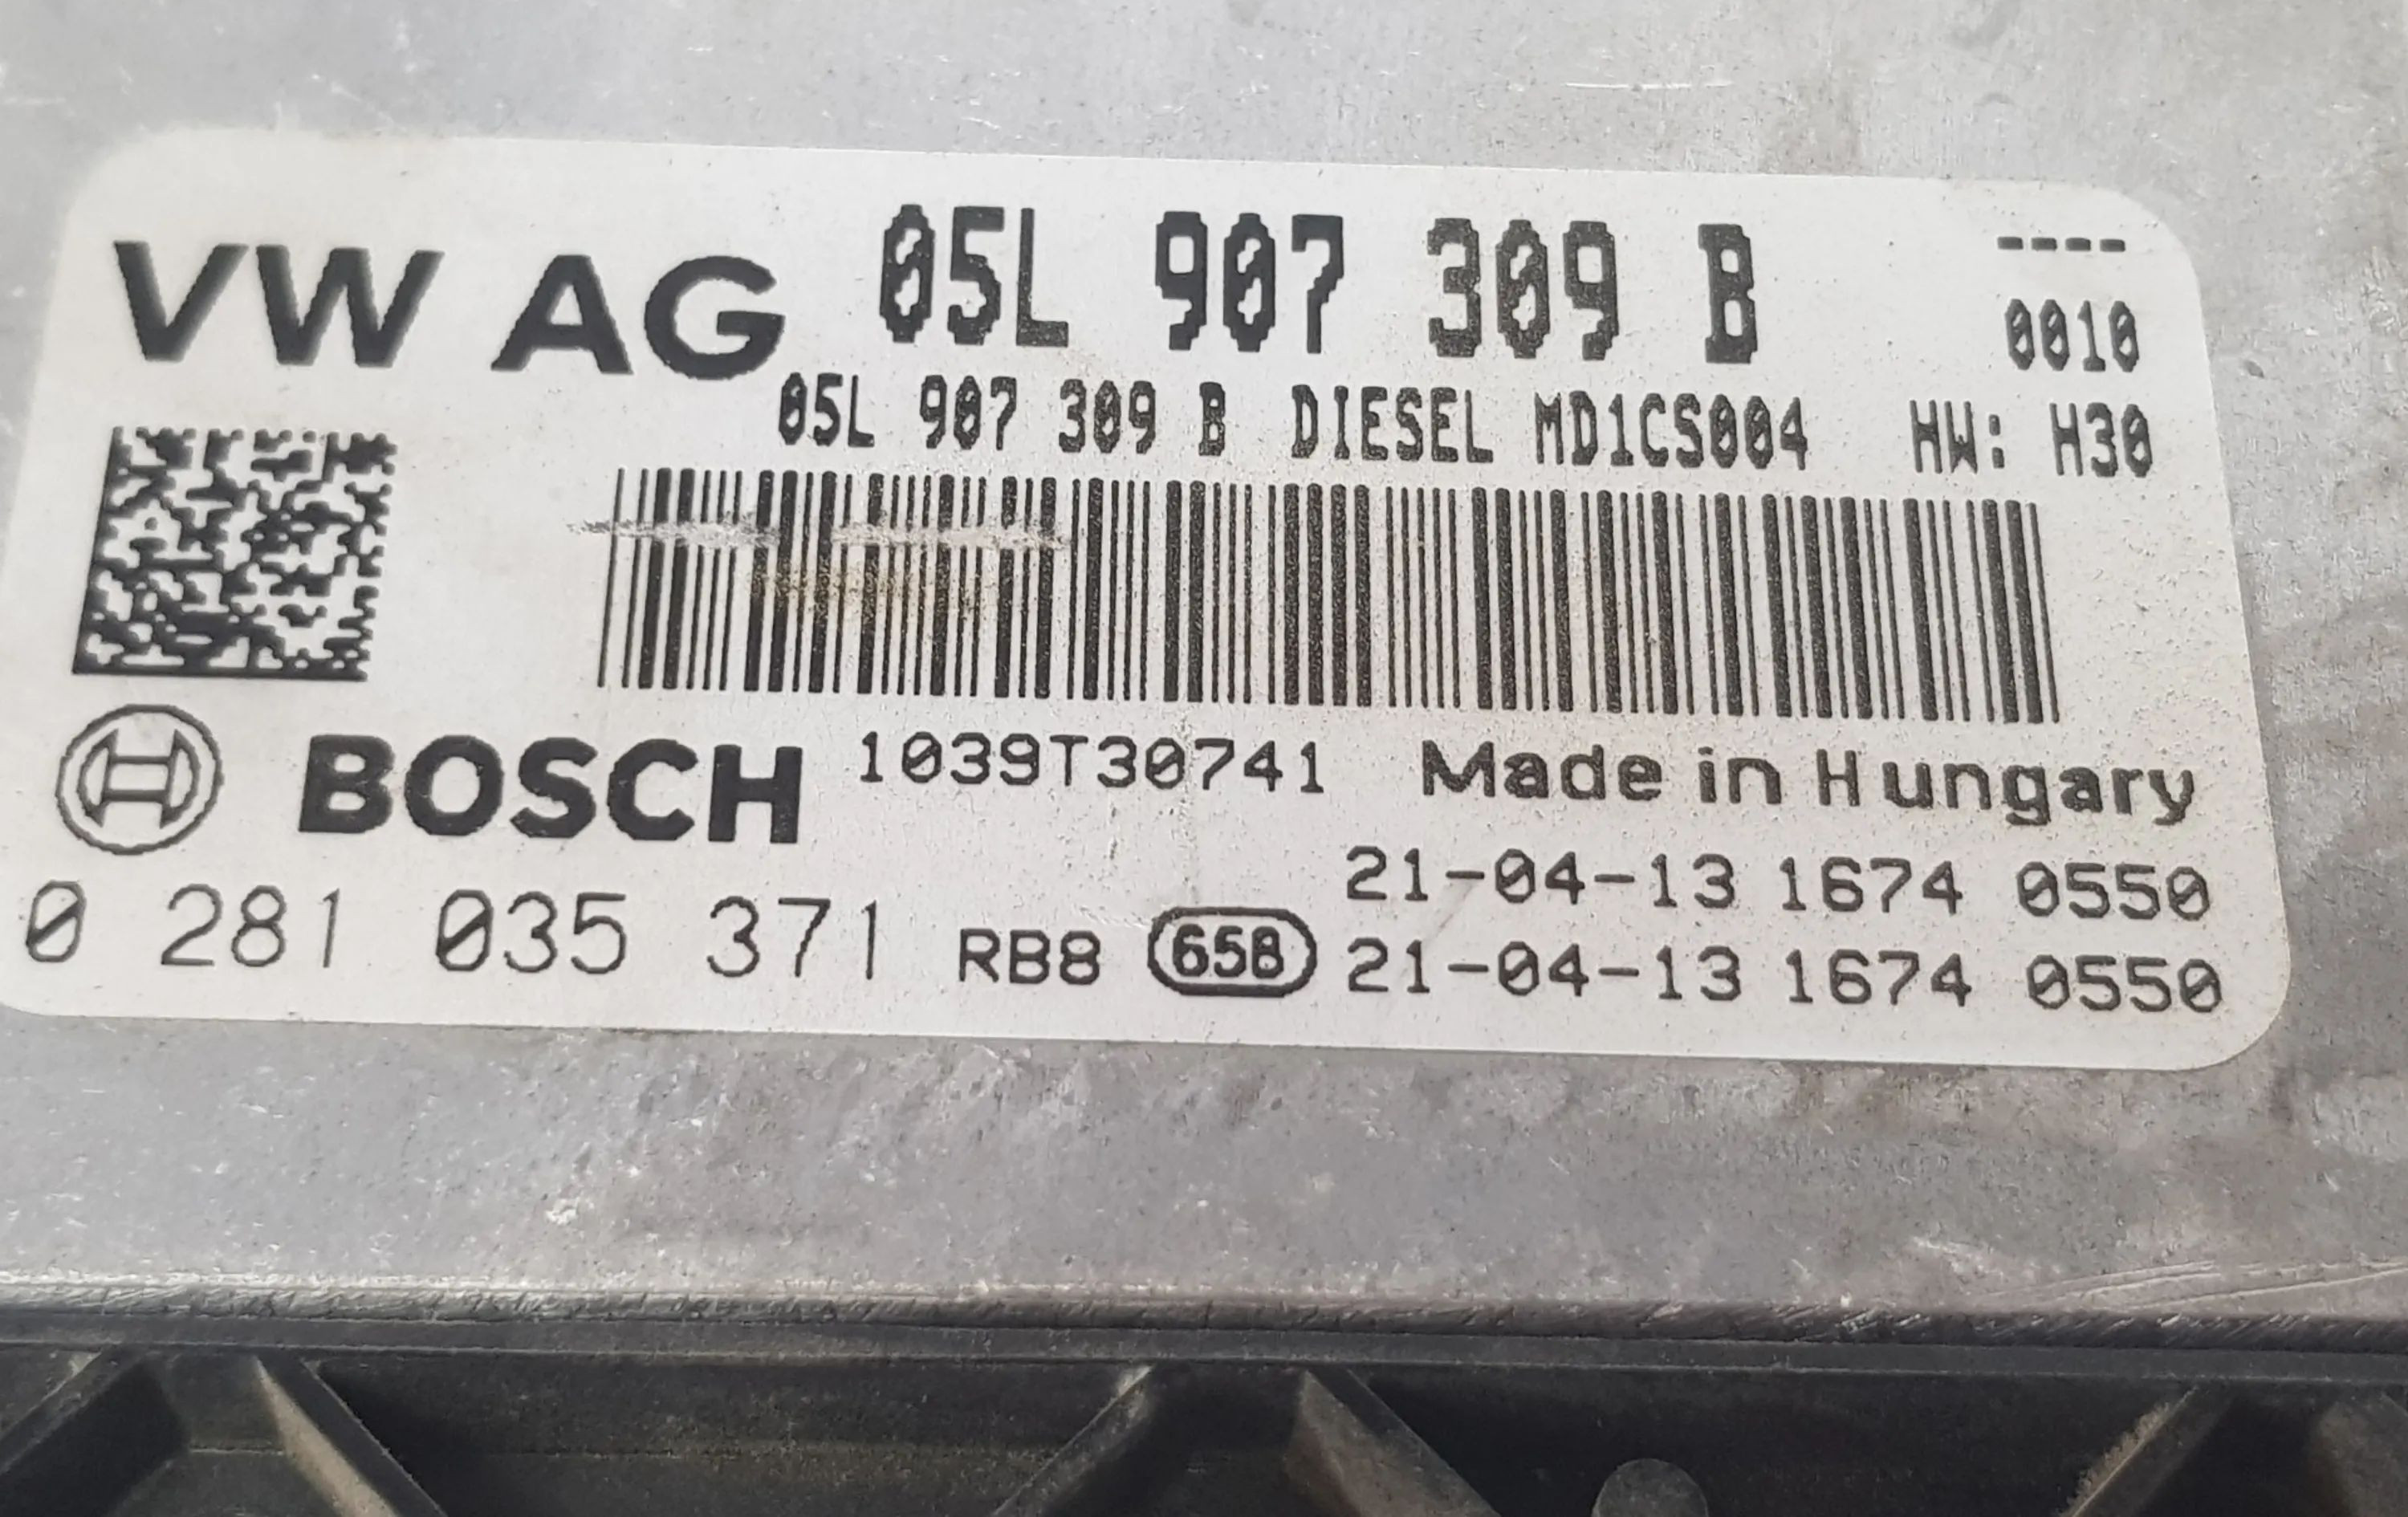 VW AG 05L 907 309 B ----
0010
05L 907 309 B DIESEL MD1CS004 HW: H30
BOSCH 1039T30741 Made in Hungary
21-04-13 1674 0550
0 281 035 371 RB8 658 21-04-13 1674 0550